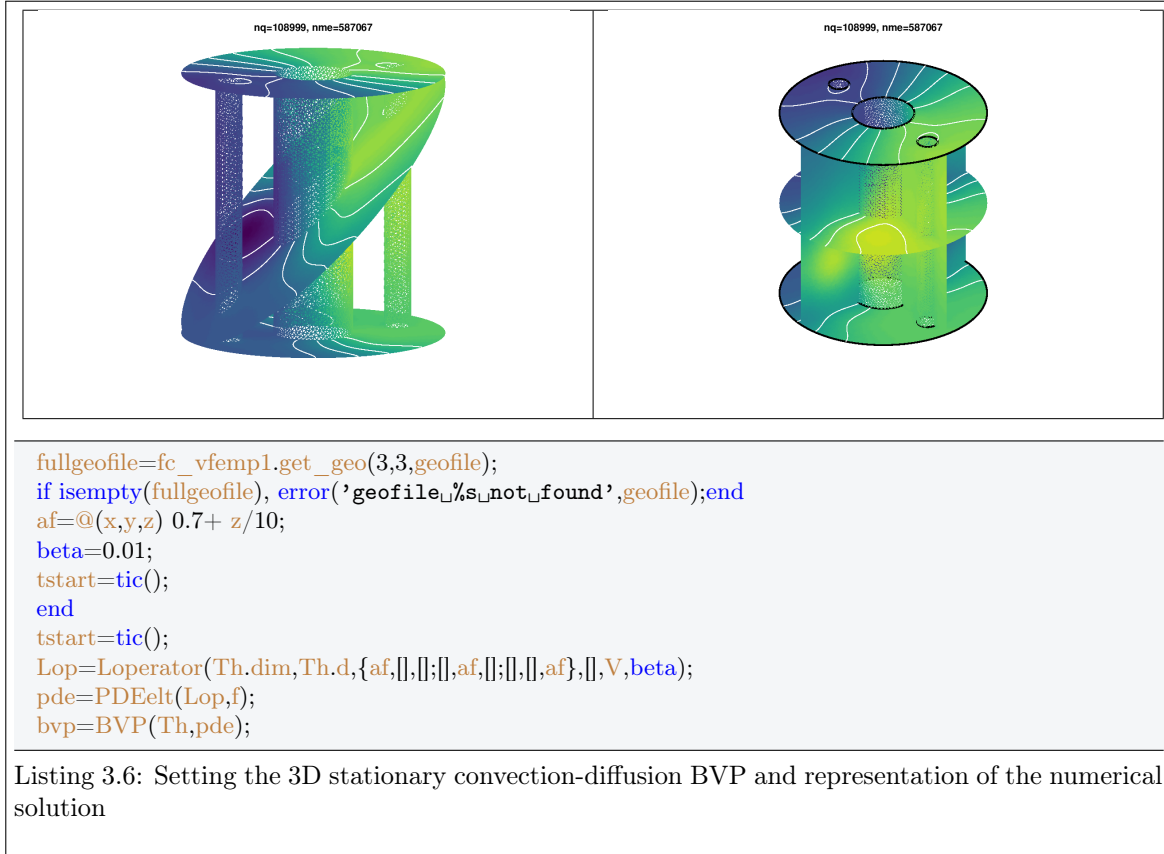 nq=108999, nme=587067
nq=108999, nme=587067
fullgeofile=fc_vfemp1.get_geo(3,3,geofile);
if isempty(fullgeofile), error('geofile␣%s␣not␣found',geofile);end
af=@(x,y,z) 0.7+ z/10;
beta=0.01;
tstart=tic();
end
tstart=tic();
Lop=Loperator(Th.dim,Th.d,{af,[],[];[],af,[];[],[],af},[],V,beta);
pde=PDEelt(Lop,f);
bvp=BVP(Th,pde);
Listing 3.6: Setting the 3D stationary convection-diffusion BVP and representation of the numerical
solution